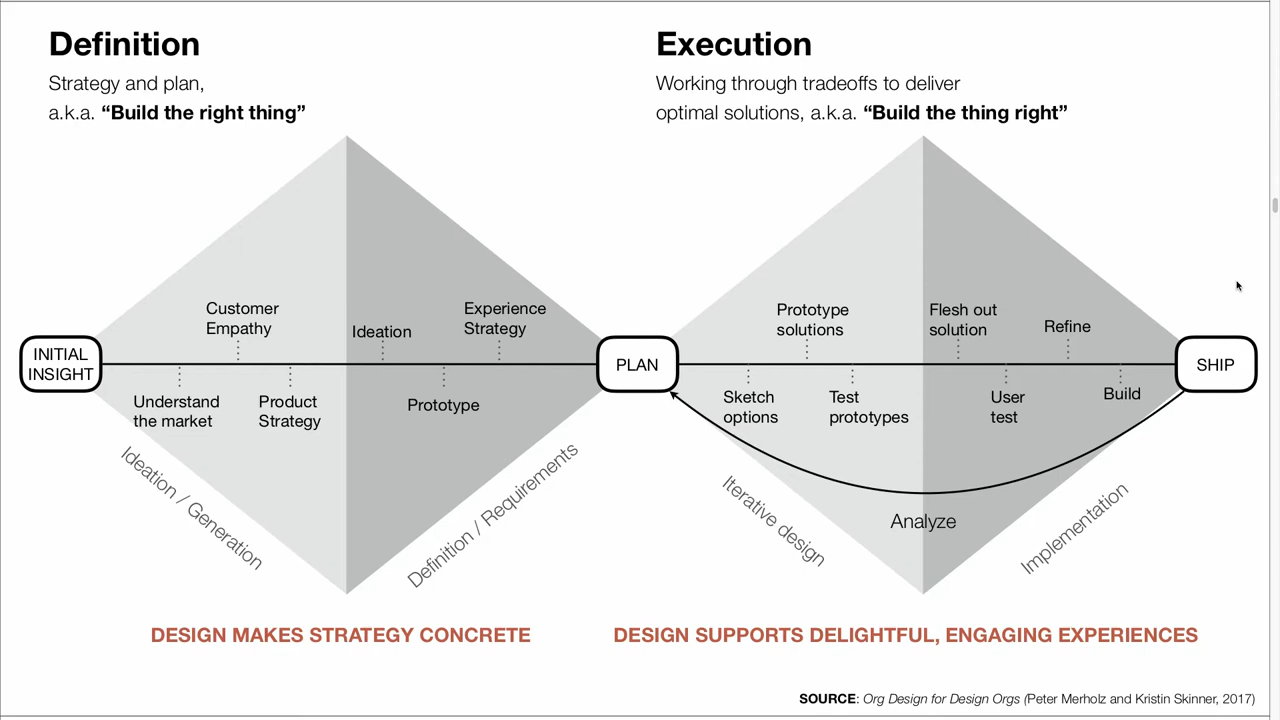 Definition
Strategy and plan,
a.k.a. “Build the right thing”
Execution
Working through tradeoffs to deliver
optimal solutions, a.k.a. “Build the thing right”
INITIAL
INSIGHT
Understand
the market
Customer
Empathy
Product
Strategy
Ideation
Prototype
Experience
Strategy
Ideation / Generation
Definition / Requirements
PLAN
Sketch
options
Prototype
solutions
Test
prototypes
Flesh out
solution
User
test
Refine
Build
SHIP
Analyze
Iterative design
Implementation
DESIGN MAKES STRATEGY CONCRETE
DESIGN SUPPORTS DELIGHTFUL, ENGAGING EXPERIENCES
SOURCE: Org Design for Design Orgs (Peter Merholz and Kristin Skinner, 2017)